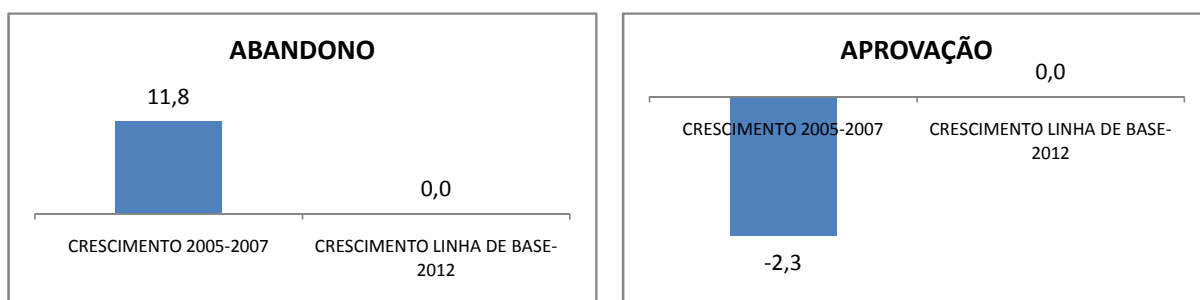 ABANDONO
11,8
0,0
CRESCIMENTO 2005-2007
CRESCIMENTO LINHA DE BASE-
2012
APROVAÇÃO
0,0
CRESCIMENTO 2005-2007
CRESCIMENTO LINHA DE BASE-
2012
-2,3